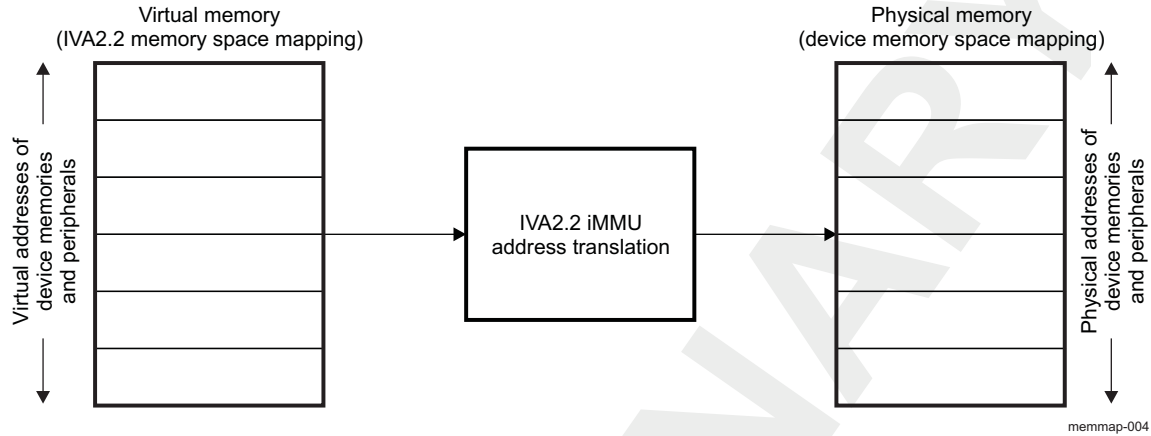 Virtual memory
(IVA2.2 memory space mapping)
Physical memory
(device memory space mapping)
Virtual addresses of
device memories
and peripherals
IVA2.2 iMMU
address translation
Physical addresses of
device memories
and peripherals
memmap-004
NARY